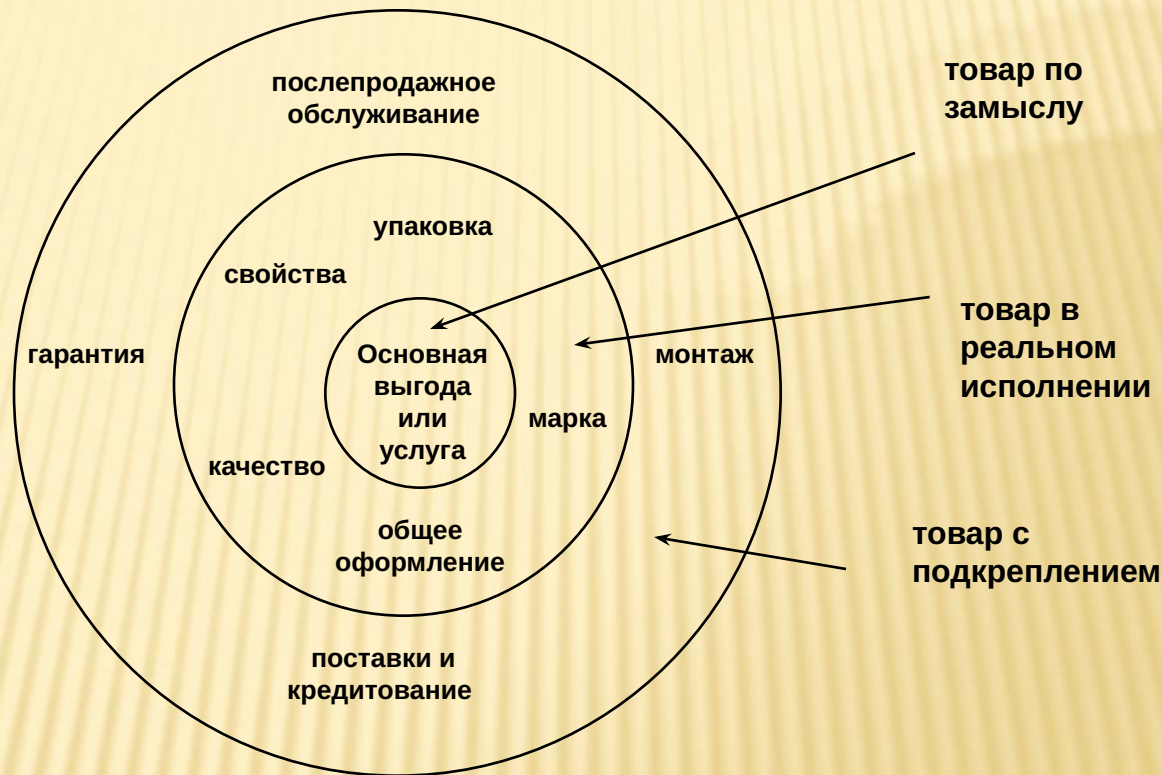 послепродажное
обслуживание
упаковка
свойства
гарантия
Основная
выгода
или
услуга
монтаж
марка
качество
общее
оформление
поставки и
кредитование
товар по
замыслу
товар в
реальном
исполнении
товар с
подкреплением